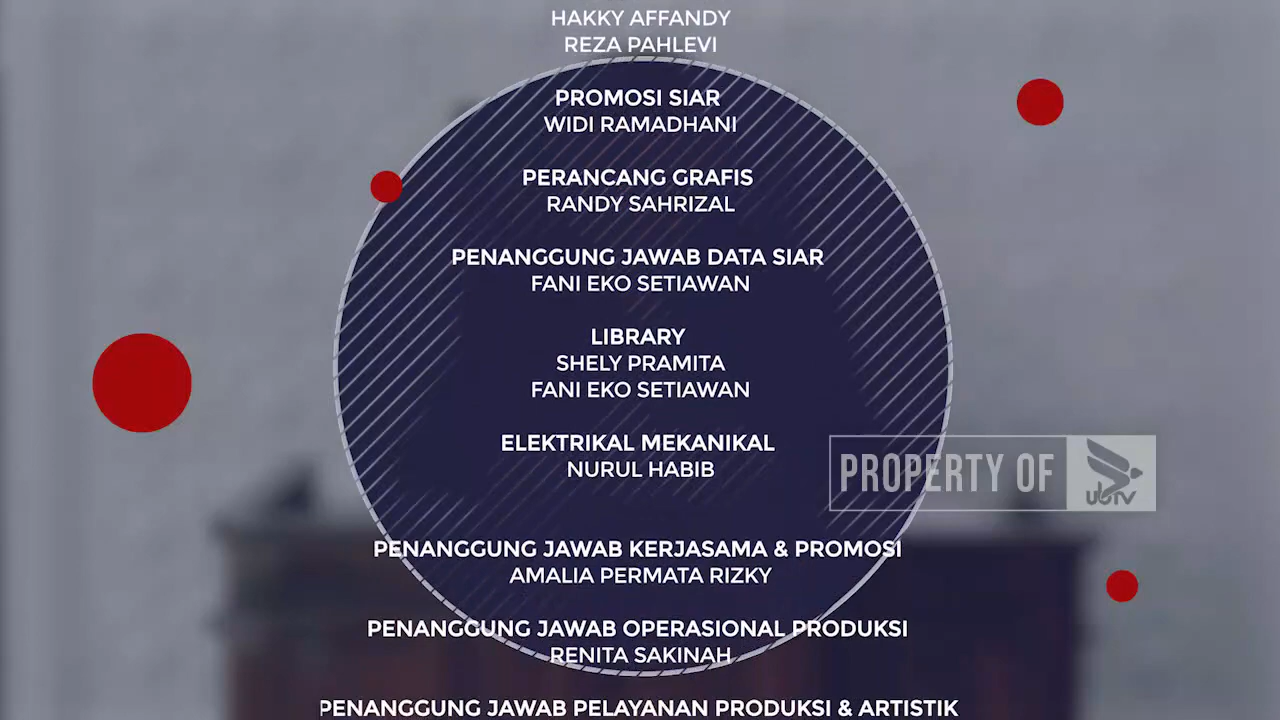 HAKKY AFFANDY
REZA PAHLEVI
PROMOSI SIAR
WIDI RAMADHANI
PERANCANG GRAFIS
RANDY SAHRIZAL
PENANGGUNG JAWAB DATA SIAR
FANI EKO SETIAWAN
LIBRARY
SHELY PRAMITA
FANI EKO SETIAWAN
ELEKTRIKAL MEKANIKAL
NURUL HABIB
PROPERTY OF
UGTV
PENANGGUNG JAWAB KERJASAMA & PROMOSI
AMALIA PERMATA RIZKY
PENANGGUNG JAWAB OPERASIONAL PRODUKSI
RENITA SAKINAH
PENANGGUNG JAWAB PELAYANAN PRODUKSI & ARTISTIK